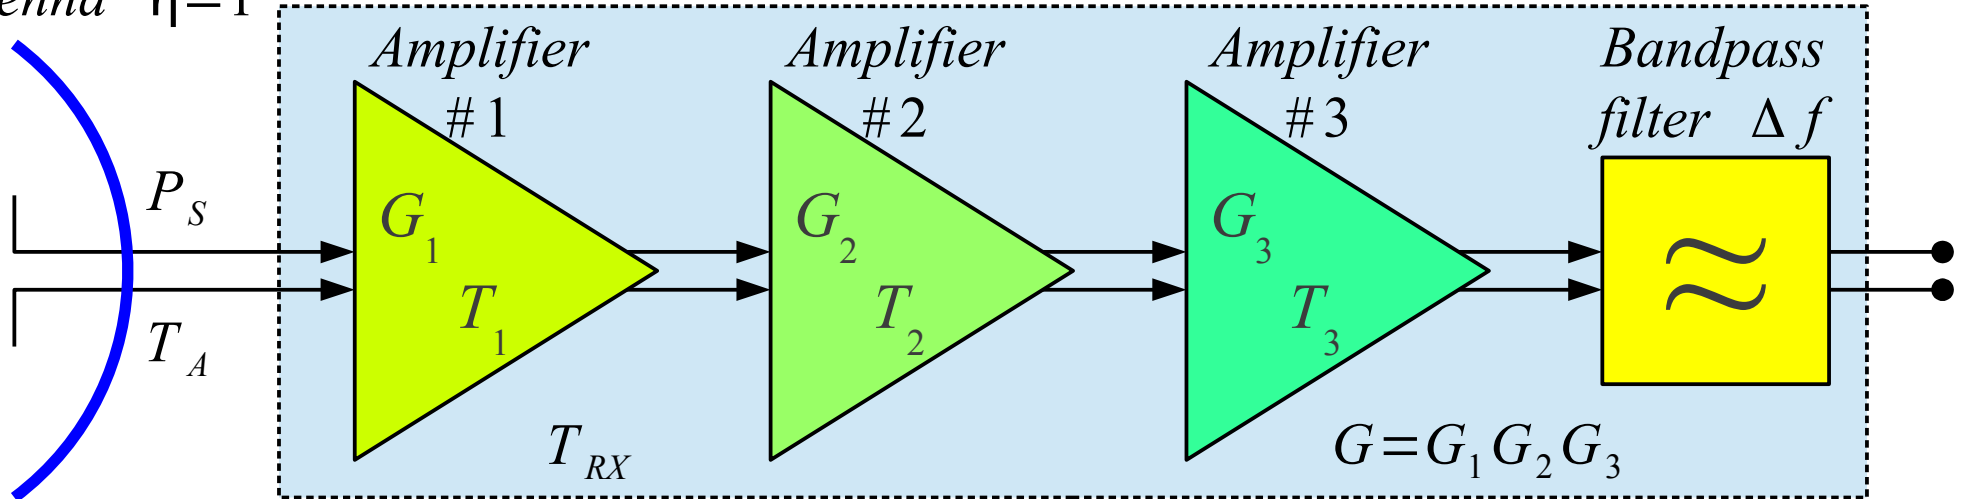 η=1
Amplifier
#1
Amplifier
#2
Amplifier
#3
Bandpass
filter Δ f
P_S
T_A
G_1
T_1
G_2
T_2
G_3
T_3
≈
T_RX
G=G_1 G_2 G_3